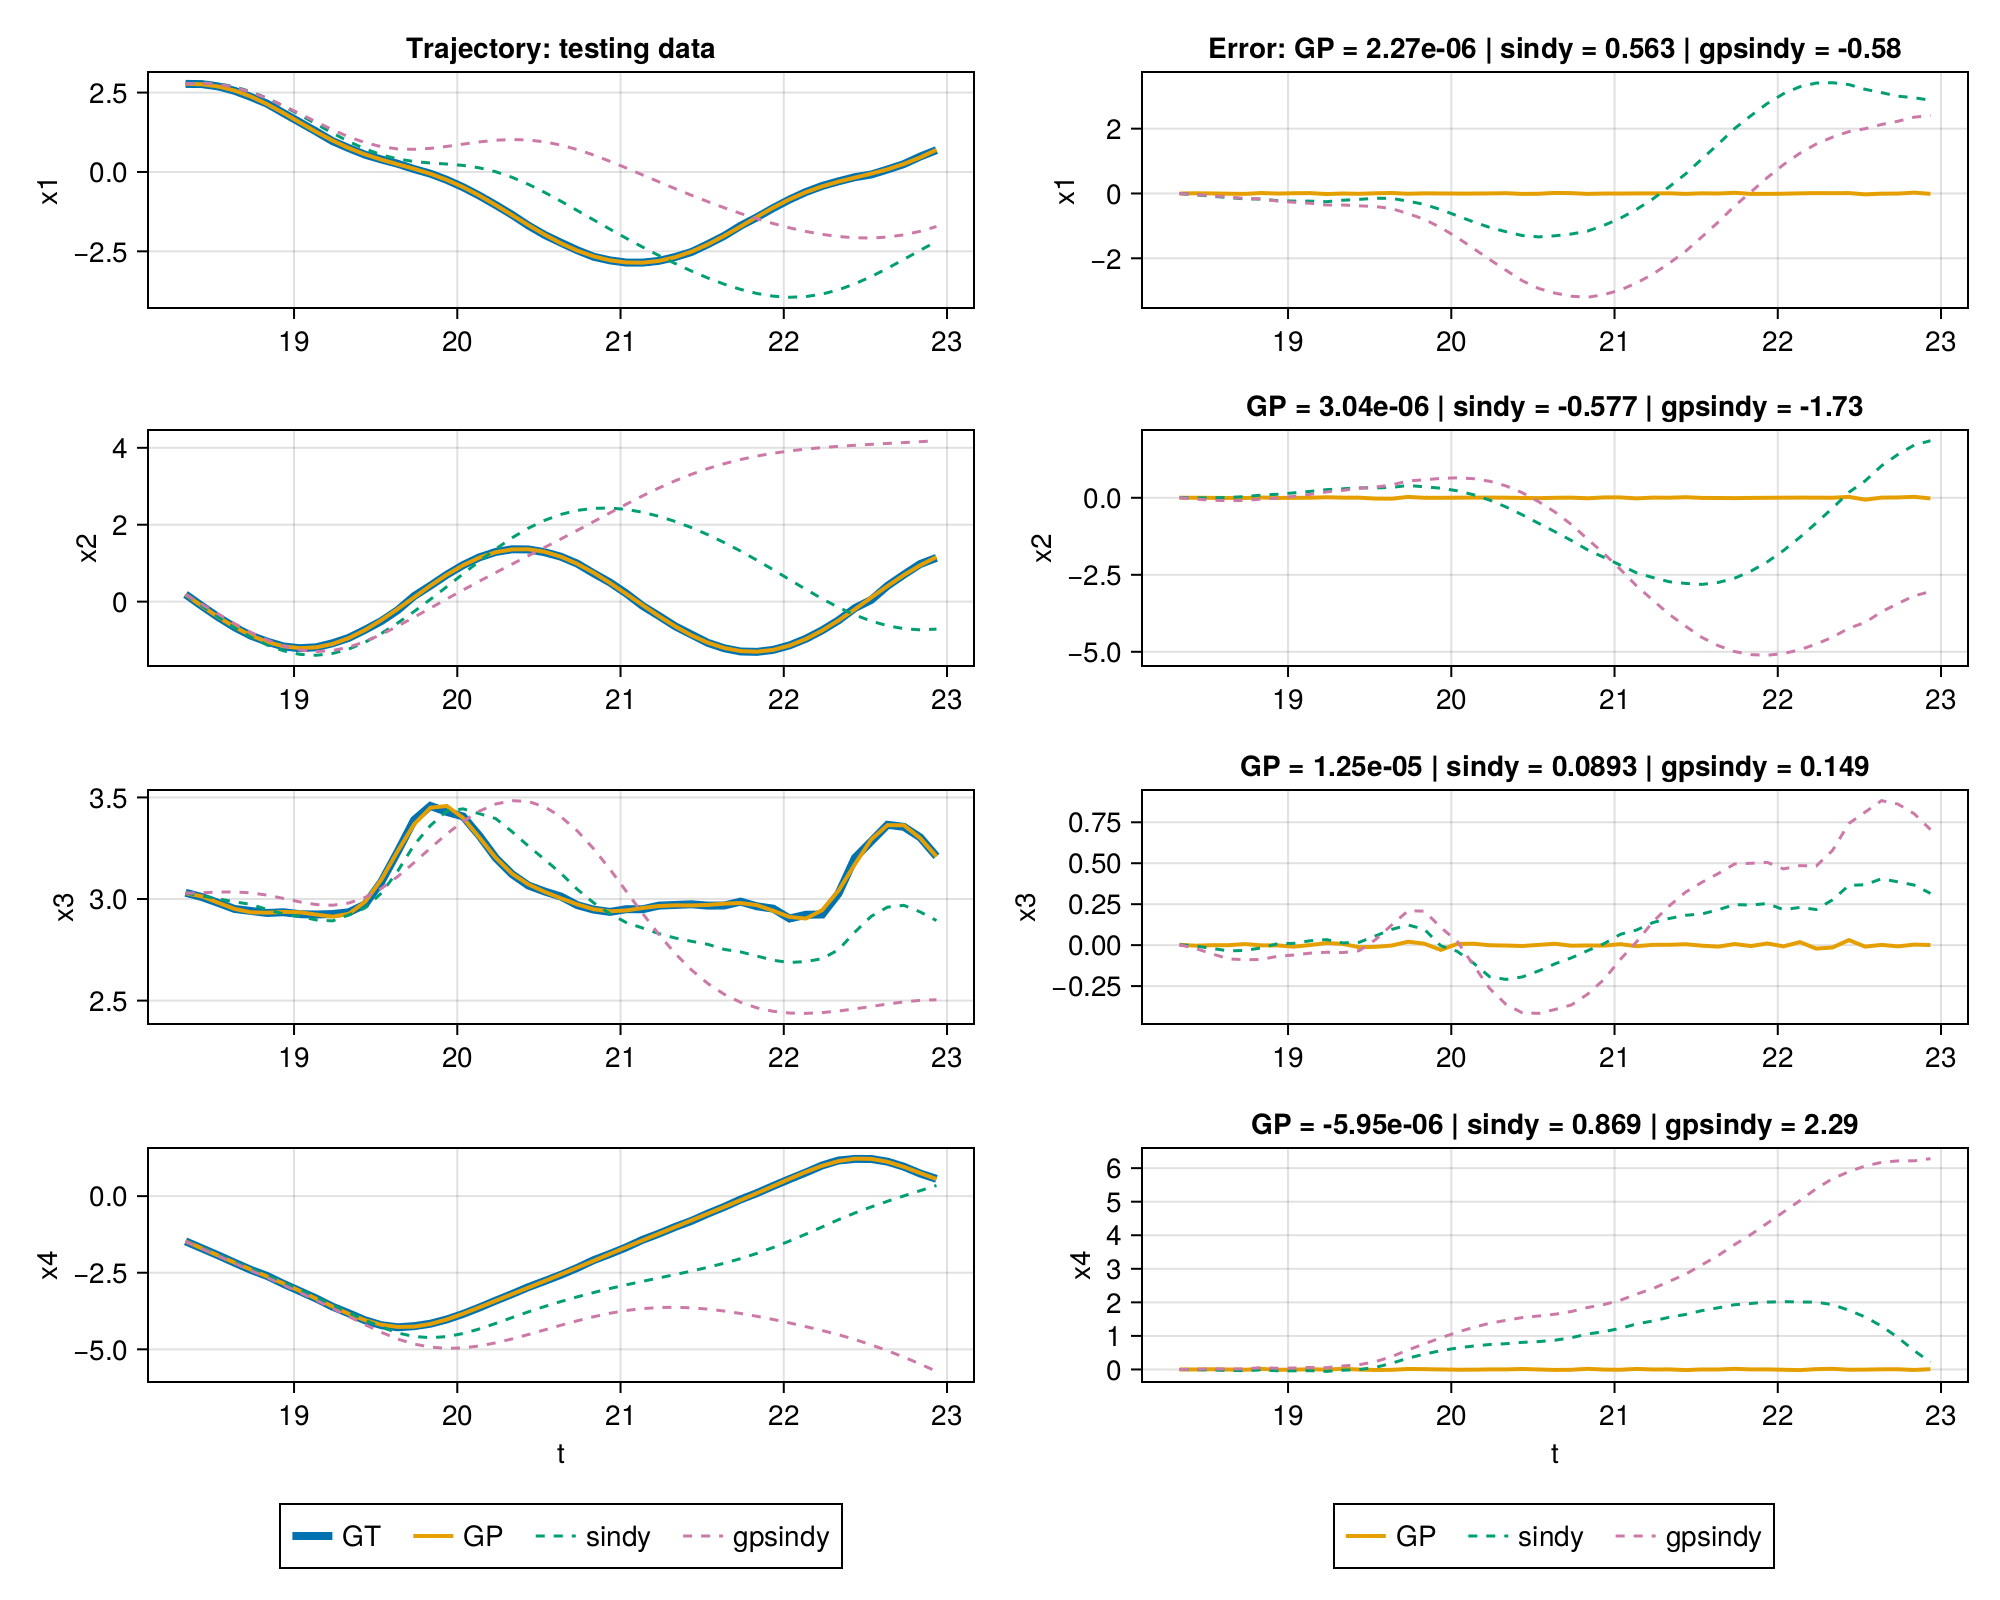 Trajectory: testing data
2.5
0.0
−2.5
x1
19 20 21 22 23
Error: GP = 2.27e-06 | sindy = 0.563 | gpsindy = -0.58
2
0
−2
x1
19 20 21 22 23
4
2
0
x2
19 20 21 22 23
GP = 3.04e-06 | sindy = -0.577 | gpsindy = -1.73
0.0
−2.5
−5.0
x2
19 20 21 22 23
3.5
3.0
2.5
x3
19 20 21 22 23
GP = 1.25e-05 | sindy = 0.0893 | gpsindy = 0.149
0.75
0.50
0.25
0.00
−0.25
x3
19 20 21 22 23
0.0
−2.5
−5.0
x4
19 20 21 22 23
t
GP = -5.95e-06 | sindy = 0.869 | gpsindy = 2.29
6
5
4
3
2
1
0
x4
19 20 21 22 23
t
GT GP sindy gpsindy
GP sindy gpsindy